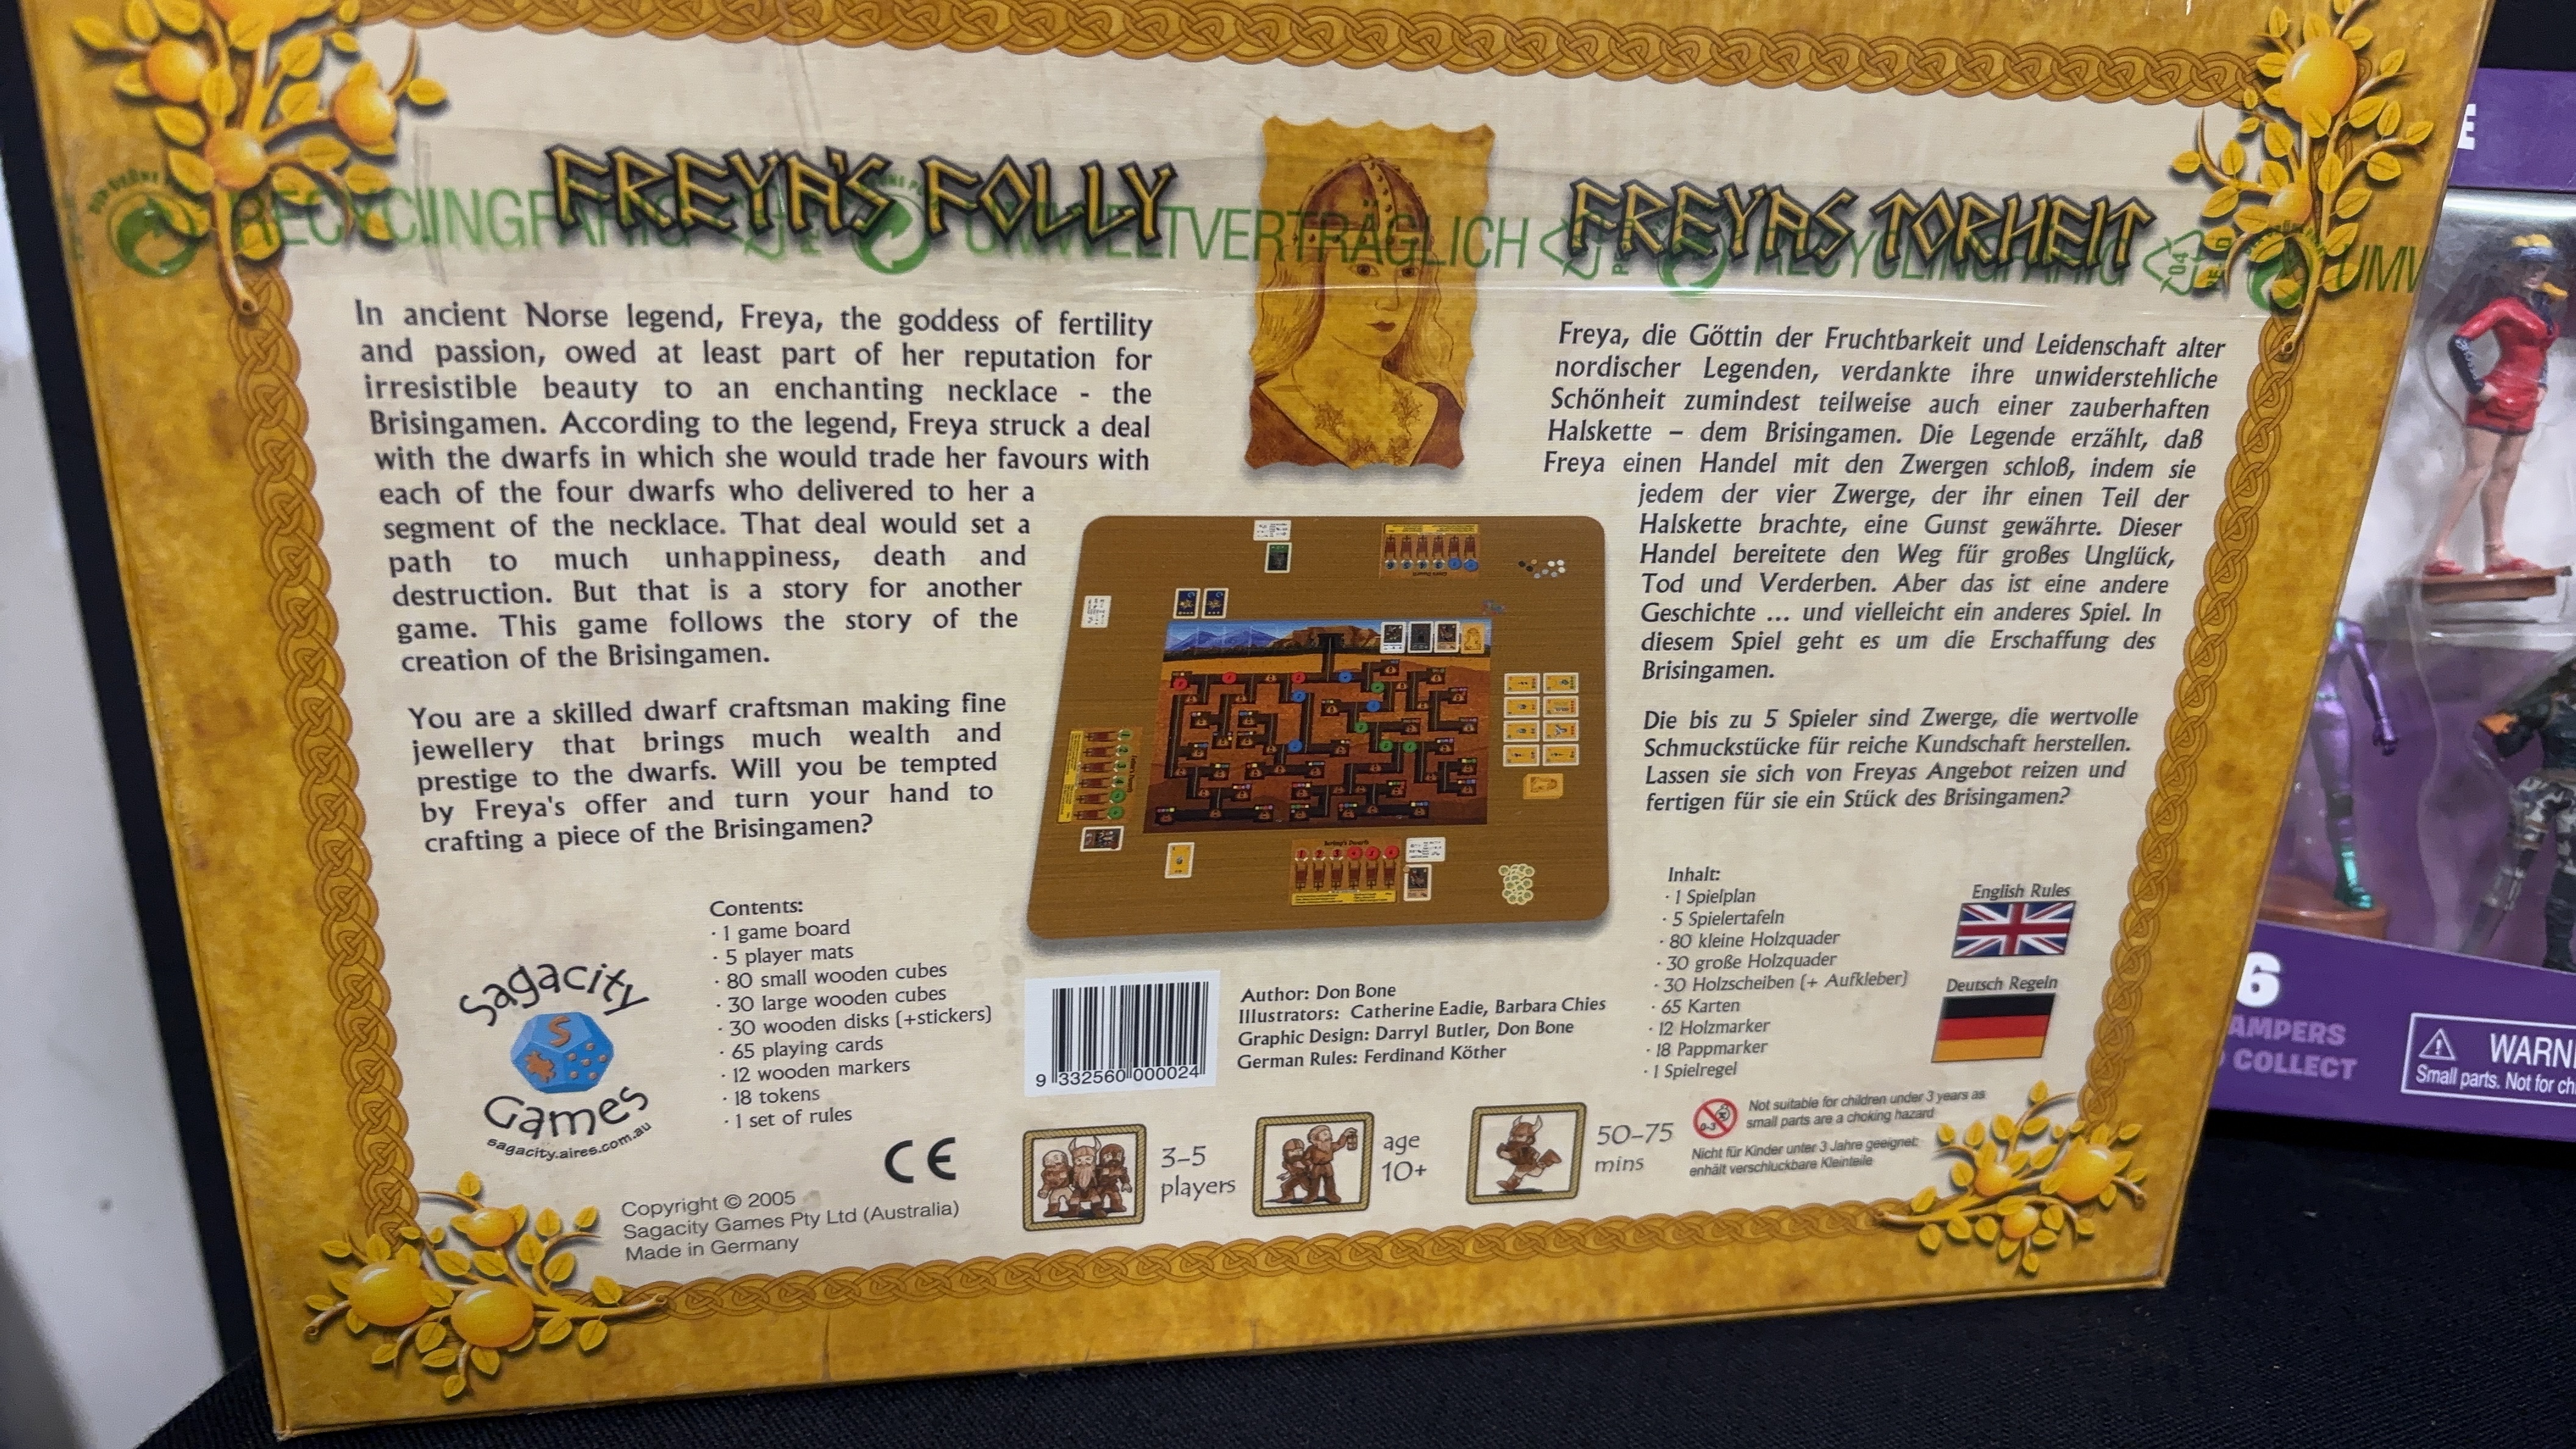 FREYA'S FOLLY
FREYAS TORHEIT
RECYCLINGFÄHIG
UMWELTVERTRÄGLICH
RECYCLINGFÄHIG
In ancient Norse legend, Freya, the goddess of fertility
and passion, owed at least part of her reputation for
irresistible beauty to an enchanting necklace - the
Brisingamen. According to the legend, Freya struck a deal
with the dwarfs in which she would trade her favours with
each of the four dwarfs who delivered to her a
segment of the necklace. That deal would set a
path to much unhappiness, death and
destruction. But that is a story for another
game. This game follows the story of the
creation of the Brisingamen.
You are a skilled dwarf craftsman making fine
jewellery that brings much wealth and
prestige to the dwarfs. Will you be tempted
by Freya's offer and turn your hand to
crafting a piece of the Brisingamen?
Freya, die Göttin der Fruchtbarkeit und Leidenschaft alter
nordischer Legenden, verdankte ihre unwiderstehliche
Schönheit zumindest teilweise auch einer zauberhaften
Halskette – dem Brisingamen. Die Legende erzählt, daß
Freya einen Handel mit den Zwergen schloß, indem sie
jedem der vier Zwerge, der ihr einen Teil der
Halskette brachte, eine Gunst gewährte. Dieser
Handel bereitete den Weg für großes Unglück,
Tod und Verderben. Aber das ist eine andere
Geschichte ... und vielleicht ein anderes Spiel. In
diesem Spiel geht es um die Erschaffung des
Brisingamen.
Die bis zu 5 Spieler sind Zwerge, die wertvolle
Schmuckstücke für reiche Kundschaft herstellen.
Lassen sie sich von Freyas Angebot reizen und
fertigen für sie ein Stück des Brisingamen?
Sagacity
Games
sagacity.aires.com.au
Contents:
· 1 game board
· 5 player mats
· 80 small wooden cubes
· 30 large wooden cubes
· 30 wooden disks (+stickers)
· 65 playing cards
· 12 wooden markers
· 18 tokens
· 1 set of rules
CE
Copyright © 2005
Sagacity Games Pty Ltd (Australia)
Made in Germany
9 332560 000024
Author: Don Bone
Illustrators: Catherine Eadie, Barbara Chies
Graphic Design: Darryl Butler, Don Bone
German Rules: Ferdinand Köther
3-5
players
age
10+
50-75
mins
Inhalt:
· 1 Spielplan
· 5 Spielertafeln
· 80 kleine Holzquader
· 30 große Holzquader
· 30 Holzscheiben (+ Aufkleber)
· 65 Karten
· 12 Holzmarker
· 18 Pappmarker
· 1 Spielregel
English Rules
Deutsch Regeln
0-3
Not suitable for children under 3 years as
small parts are a choking hazard
Nicht für Kinder unter 3 Jahre geeignet:
enhält verschluckbare Kleinteile
6
AMPERS
COLLECT
WARN
Small parts. Not for ch